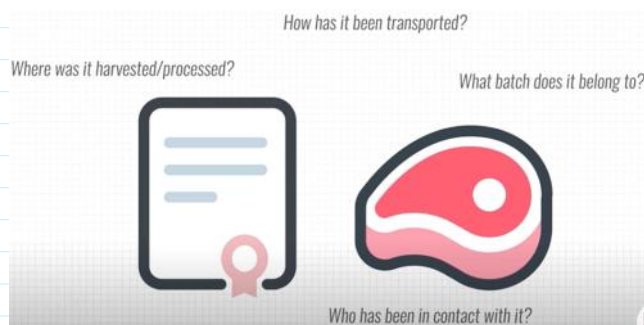 How has it been transported?
Where was it harvested/processed?
What batch does it belong to?
Who has been in contact with it?